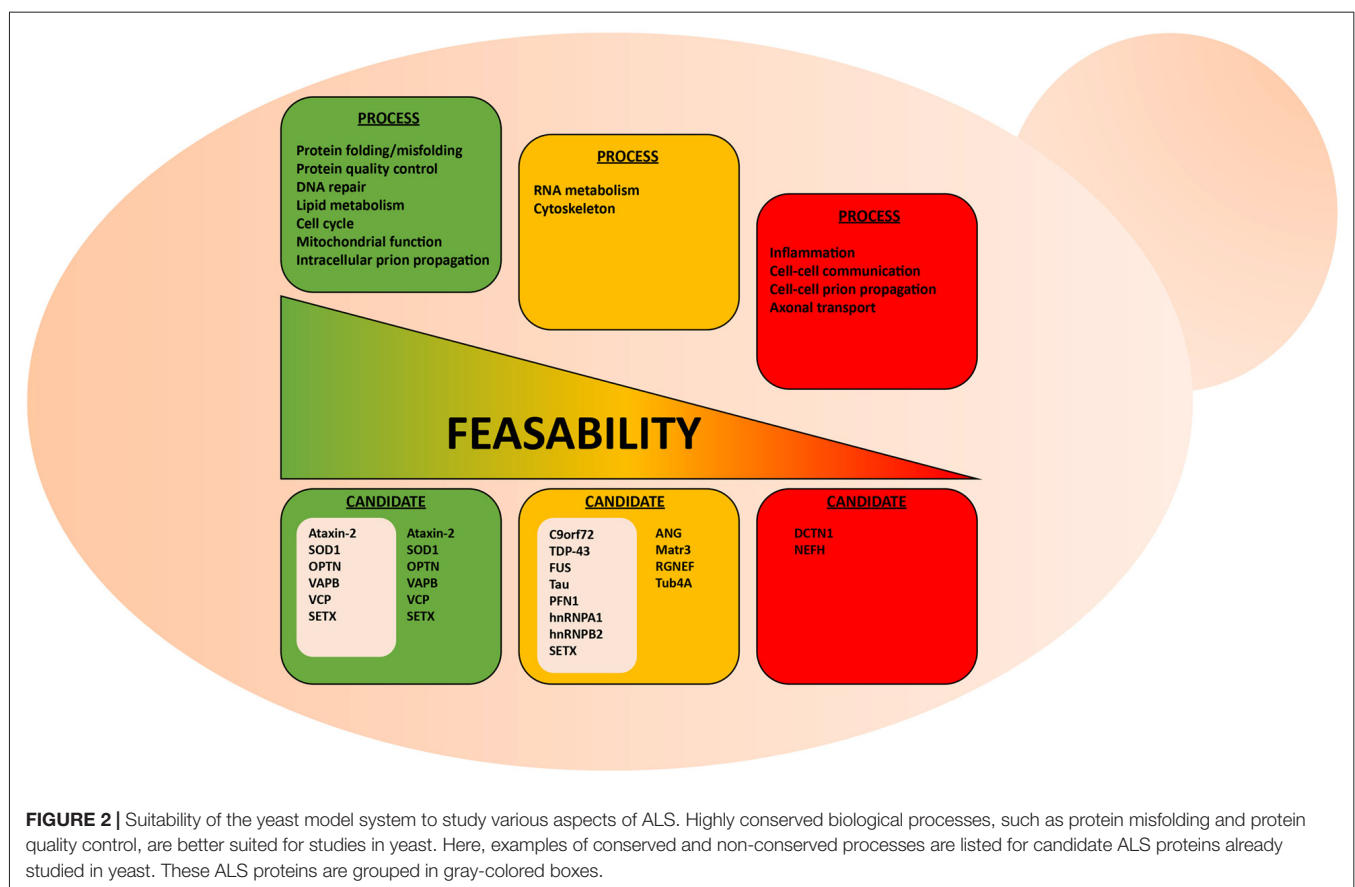 PROCESS
Protein folding/misfolding
Protein quality control
DNA repair
Lipid metabolism
Cell cycle
Mitochondrial function
Intracellular prion propagation
PROCESS
RNA metabolism
Cytoskeleton
PROCESS
Inflammation
Cell-cell communication
Cell-cell prion propagation
Axonal transport
FEASABILITY
CANDIDATE
Ataxin-2
SOD1
OPTN
VAPB
VCP
SETX
Ataxin-2
SOD1
OPTN
VAPB
VCP
SETX
CANDIDATE
C9orf72
TDP-43
FUS
Tau
PFN1
hnRNPA1
hnRNPB2
SETX
ANG
Matr3
RGNEF
Tub4A
CANDIDATE
DCTN1
NEFH
FIGURE 2 | Suitability of the yeast model system to study various aspects of ALS. Highly conserved biological processes, such as protein misfolding and protein
quality control, are better suited for studies in yeast. Here, examples of conserved and non-conserved processes are listed for candidate ALS proteins already
studied in yeast. These ALS proteins are grouped in gray-colored boxes.